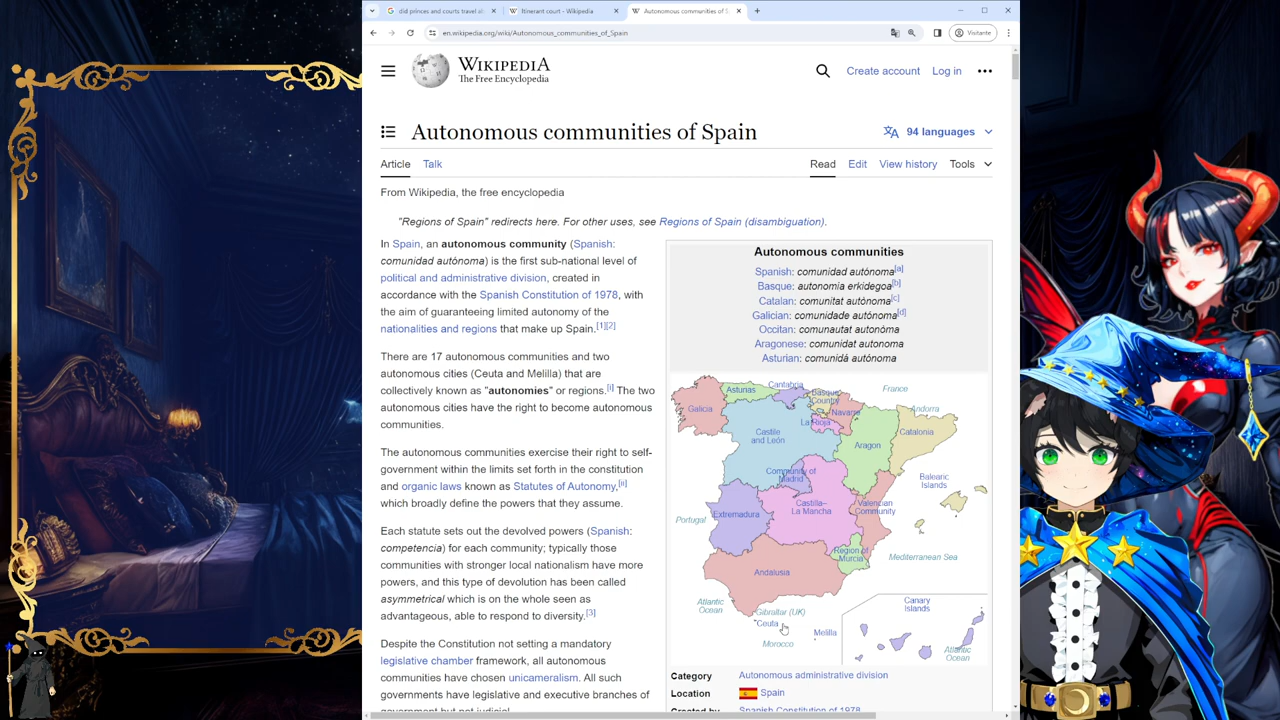 did princes and courts travel al
Itinerant court - Wikipedia
Autonomous communities of S
en.wikipedia.org/wiki/Autonomous_communities_of_Spain
Visitante
WIKIPEDIA
The Free Encyclopedia
Create account
Log in
Autonomous communities of Spain
94 languages
Article
Talk
Read
Edit
View history
Tools
From Wikipedia, the free encyclopedia
"Regions of Spain" redirects here. For other uses, see Regions of Spain (disambiguation).
In Spain, an autonomous community (Spanish:
comunidad autónoma) is the first sub-national level of
political and administrative division, created in
accordance with the Spanish Constitution of 1978, with
the aim of guaranteeing limited autonomy of the
nationalities and regions that make up Spain.[1][2]
There are 17 autonomous communities and two
autonomous cities (Ceuta and Melilla) that are
collectively known as "autonomies" or regions.[i] The two
autonomous cities have the right to become autonomous
communities.
The autonomous communities exercise their right to self-
government within the limits set forth in the constitution
and organic laws known as Statutes of Autonomy,[ii]
which broadly define the powers that they assume.
Each statute sets out the devolved powers (Spanish:
competencia) for each community; typically those
communities with stronger local nationalism have more
powers, and this type of devolution has been called
asymmetrical which is on the whole seen as
advantageous, able to respond to diversity.[3]
Despite the Constitution not setting a mandatory
legislative chamber framework, all autonomous
communities have chosen unicameralism. All such
governments have legislative and executive branches of
government but not judicial.
Autonomous communities
Spanish: comunidad autónoma[a]
Basque: autonomia erkidegoa[b]
Catalan: comunitat autònoma[c]
Galician: comunidade autónoma[d]
Occitan: comunautat autonòma
Aragonese: comunidat autonoma
Asturian: comunidá autónoma
Cantabria
Asturias
Basque
Country
France
Galicia
Navarre
Andorra
La Rioja
Castile
and León
Catalonia
Aragon
Community of
Madrid
Balearic
Islands
Castilla–
La Mancha
Valencian
Community
Extremadura
Portugal
Region of
Murcia
Mediterranean Sea
Andalusia
Atlantic
Ocean
Canary
Islands
Gibraltar (UK)
Ceuta
Melilla
Morocco
Atlantic
Ocean
Category
Autonomous administrative division
Location
Spain
Created by
Spanish Constitution of 1978